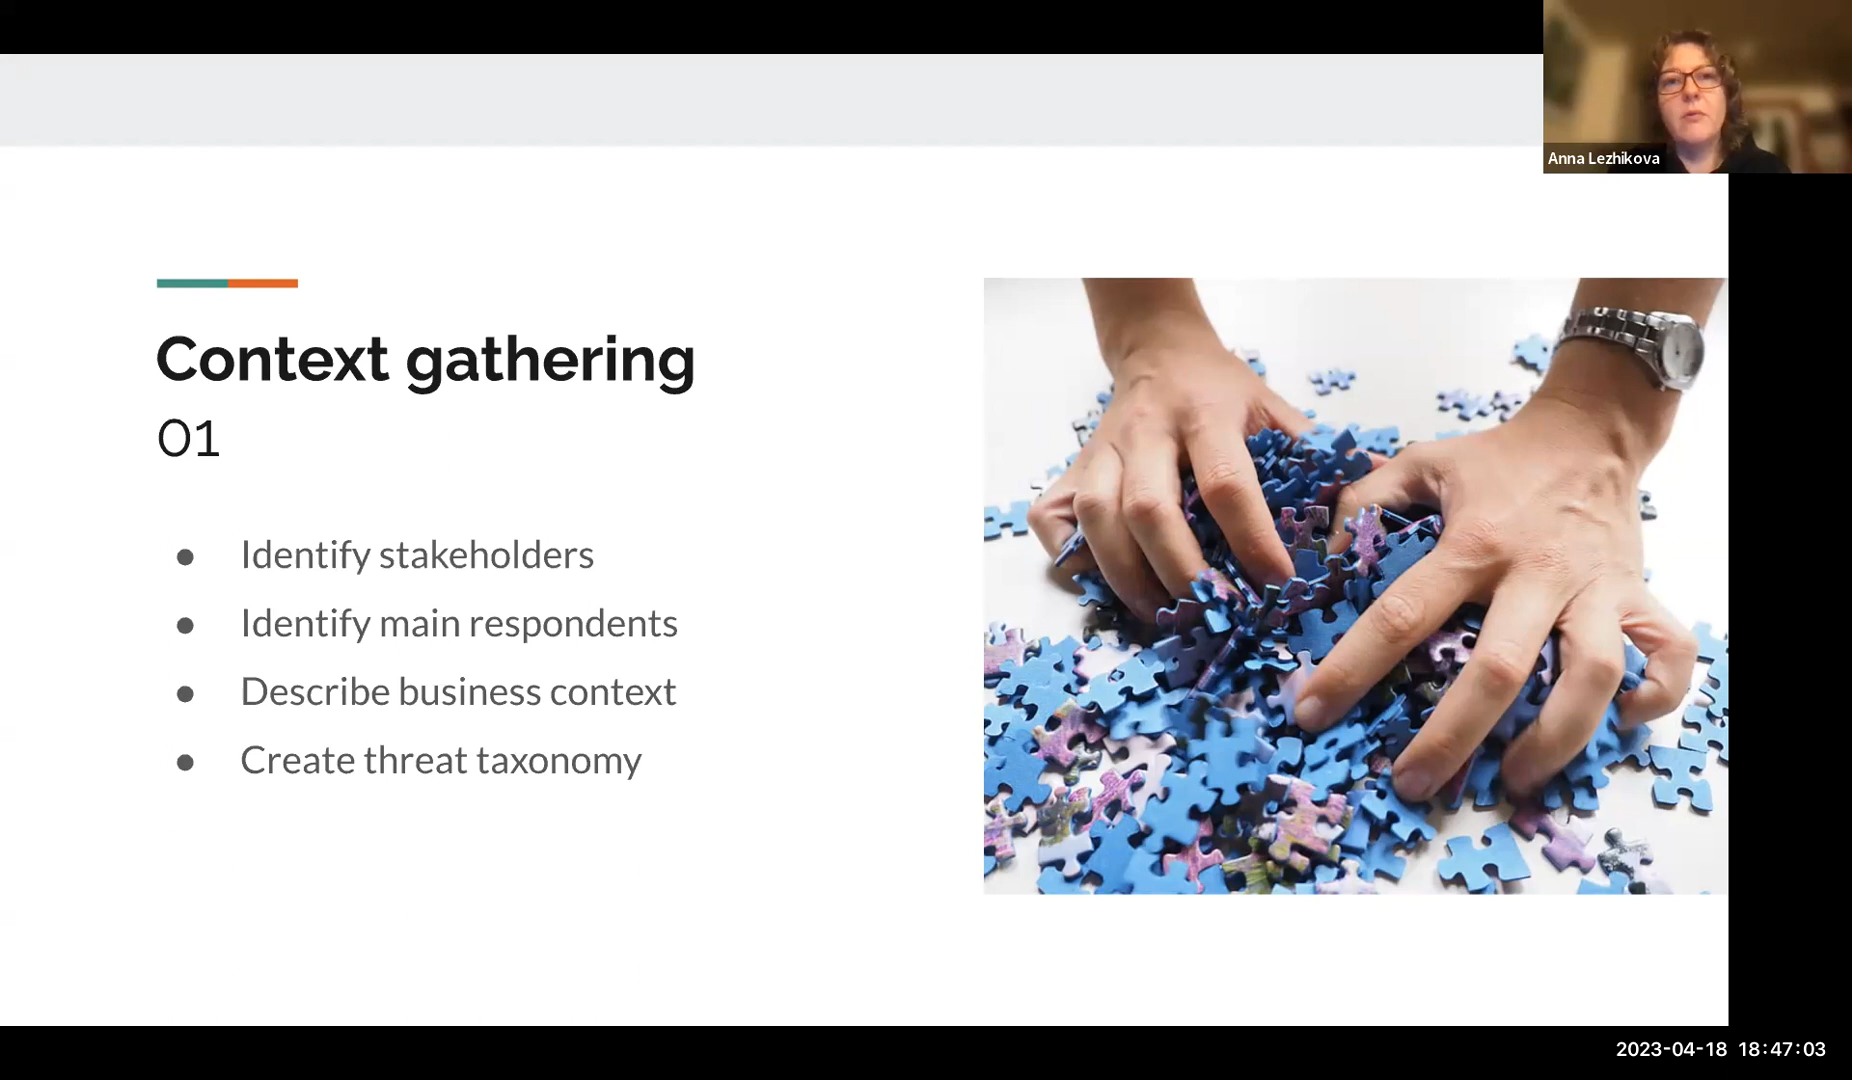 Anna Lezhikova
Context gathering
01
● Identify stakeholders
● Identify main respondents
● Describe business context
● Create threat taxonomy
2023-04-18 18:47:03